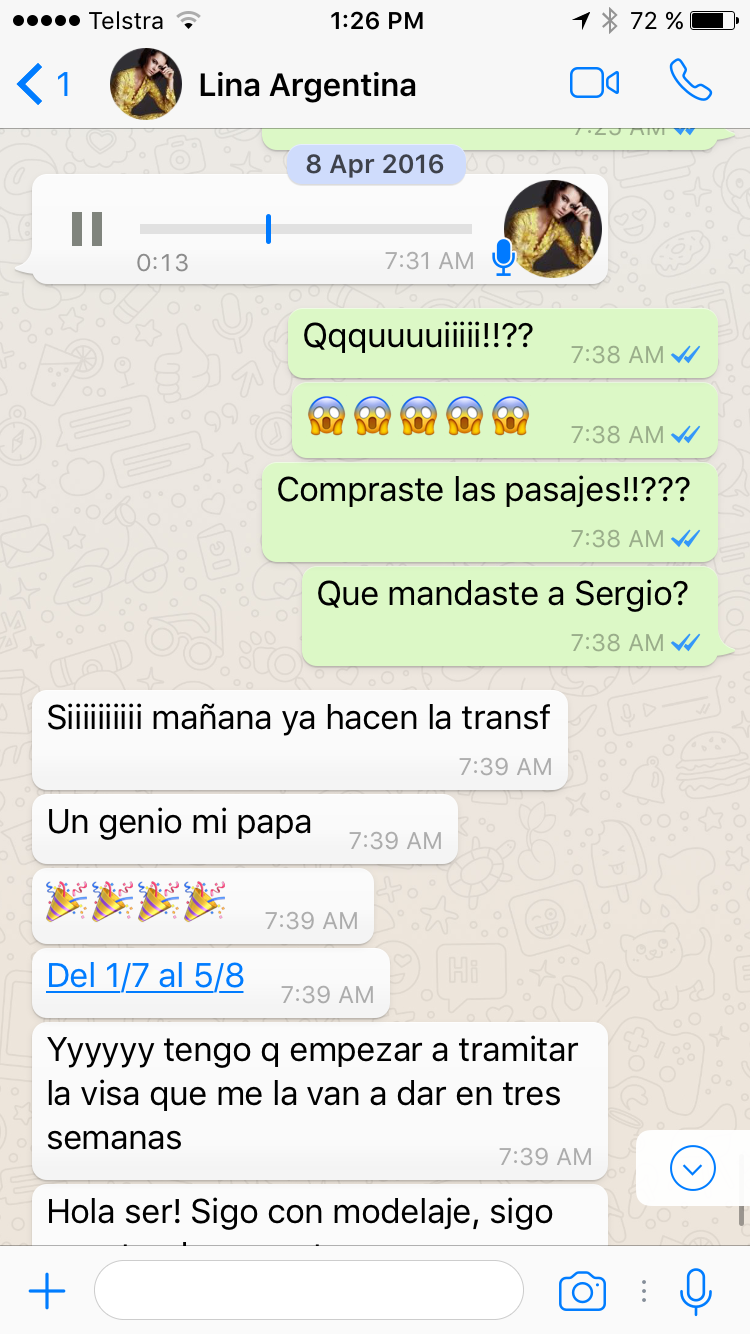 Telstra 1:26 PM 72 %
1 Lina Argentina
7:23 AM
8 Apr 2016
0:13 7:31 AM
Qqquuuuiiiii!!?? 7:38 AM
7:38 AM
Compraste las pasajes!!???
7:38 AM
Que mandaste a Sergio?
7:38 AM
Siiiiiiiiii mañana ya hacen la transf
7:39 AM
Un genio mi papa 7:39 AM
7:39 AM
Del 1/7 al 5/8 7:39 AM
Yyyyyy tengo q empezar a tramitar
la visa que me la van a dar en tres
semanas
7:39 AM
Hola ser! Sigo con modelaje, sigo